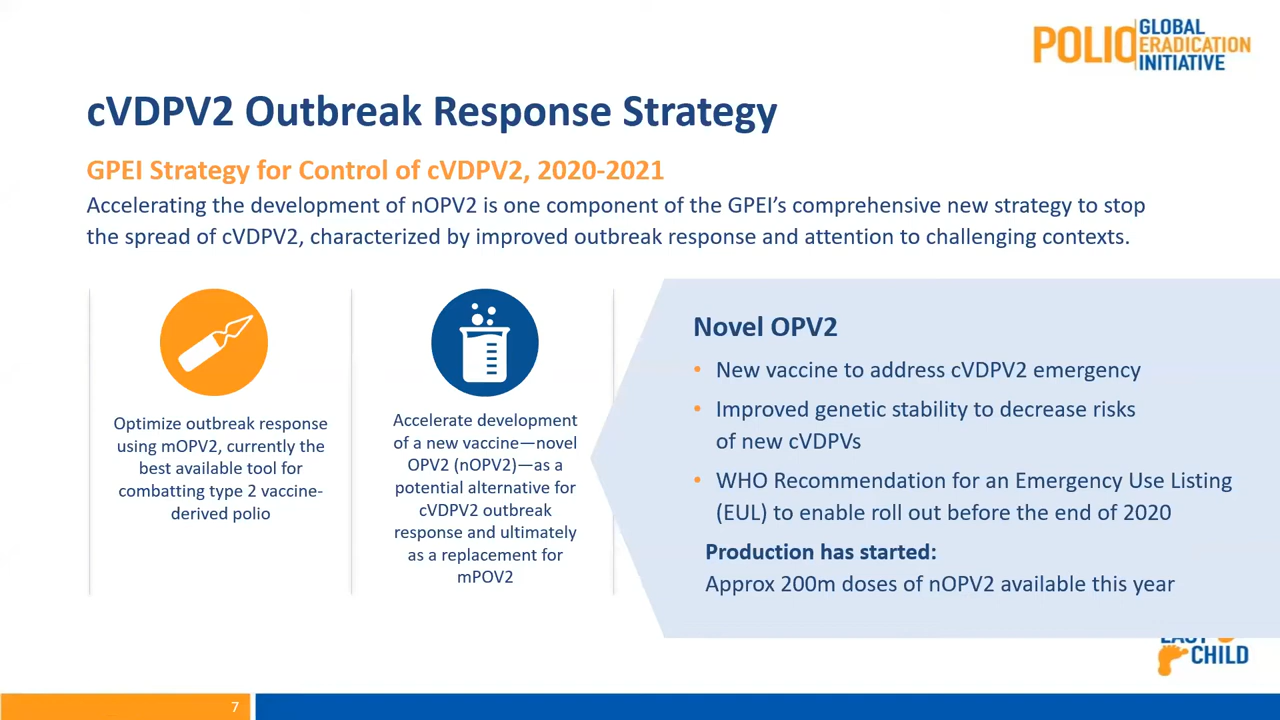 POLIO GLOBAL
ERADICATION
INITIATIVE
cVDPV2 Outbreak Response Strategy
GPEI Strategy for Control of cVDPV2, 2020-2021
Accelerating the development of nOPV2 is one component of the GPEI’s comprehensive new strategy to stop
the spread of cVDPV2, characterized by improved outbreak response and attention to challenging contexts.
Optimize outbreak response
using mOPV2, currently the
best available tool for
combatting type 2 vaccine-
derived polio
Accelerate development
of a new vaccine—novel
OPV2 (nOPV2)—as a
potential alternative for
cVDPV2 outbreak
response and ultimately
as a replacement for
mPOV2
Novel OPV2
• New vaccine to address cVDPV2 emergency
• Improved genetic stability to decrease risks
of new cVDPVs
• WHO Recommendation for an Emergency Use Listing
(EUL) to enable roll out before the end of 2020
Production has started:
Approx 200m doses of nOPV2 available this year
CHILD
7